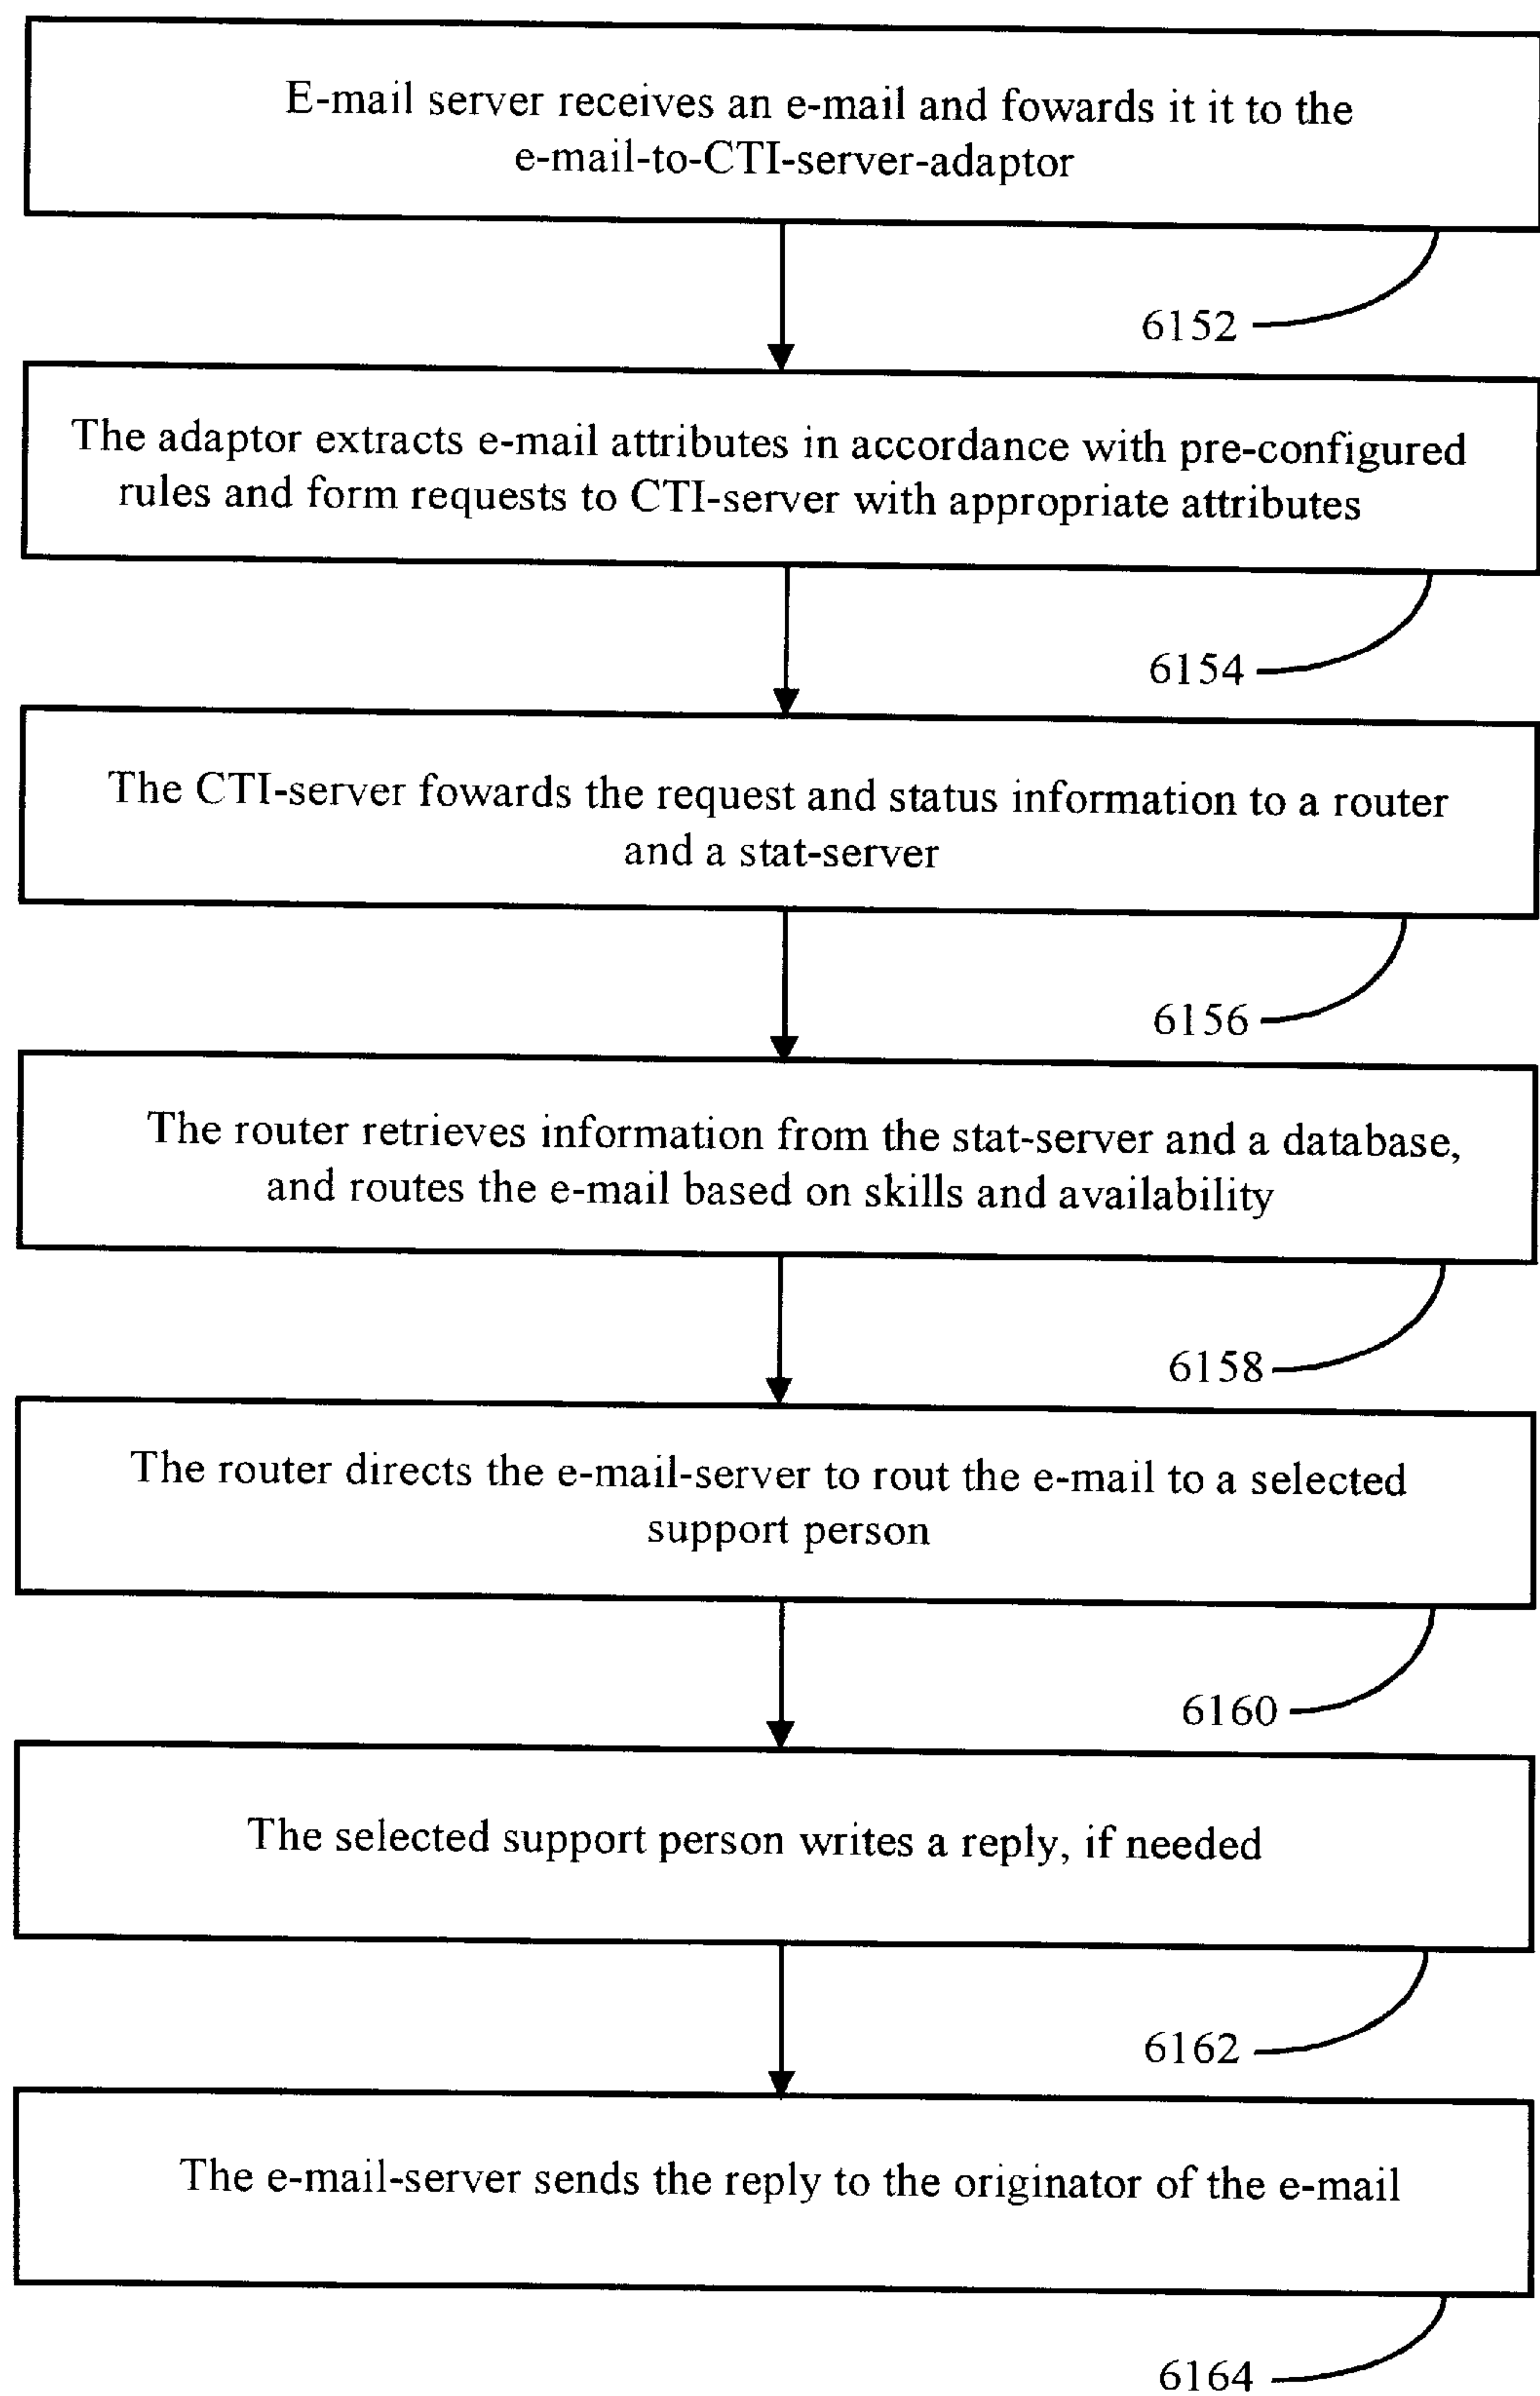 E-mail server receives an e-mail and fowards it it to the
e-mail-to-CTI-server-adaptor
6152
The adaptor extracts e-mail attributes in accordance with pre-configured
rules and form requests to CTI-server with appropriate attributes
6154
The CTI-server fowards the request and status information to a router
and a stat-server
6156
The router retrieves information from the stat-server and a database,
and routes the e-mail based on skills and availability
6158
The router directs the e-mail-server to rout the e-mail to a selected
support person
6160
The selected support person writes a reply, if needed
6162
The e-mail-server sends the reply to the originator of the e-mail
6164